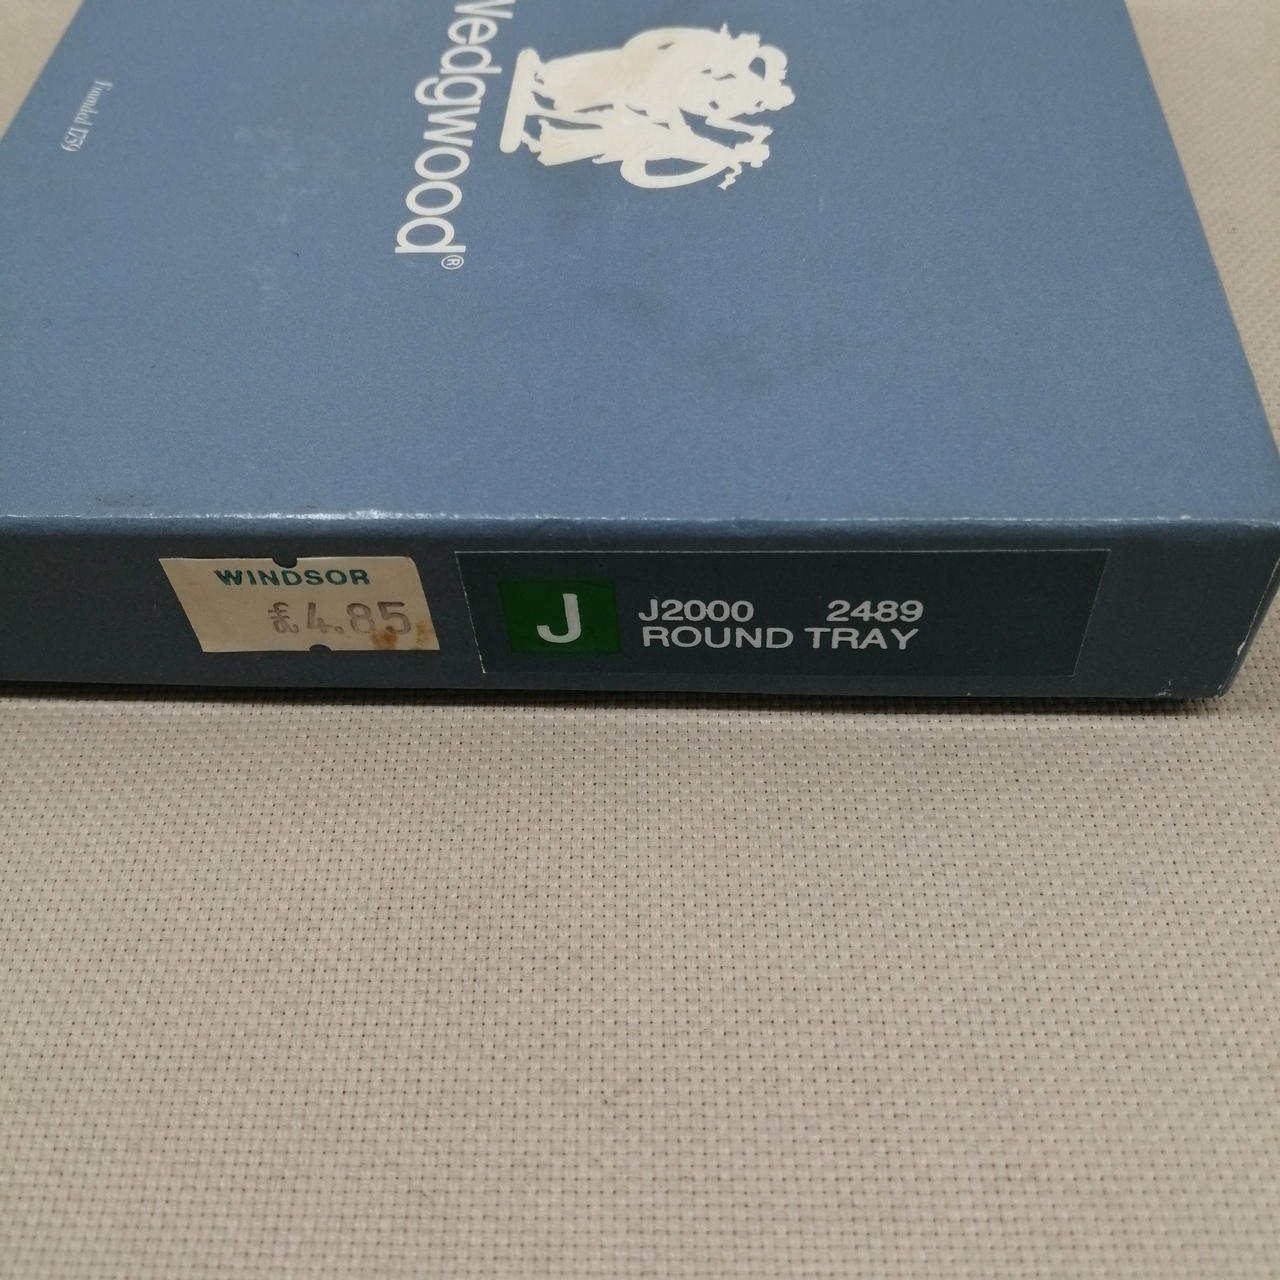 Wedgwood®
Founded 1759
WINDSOR
£4.85
J
J2000 2489
ROUND TRAY